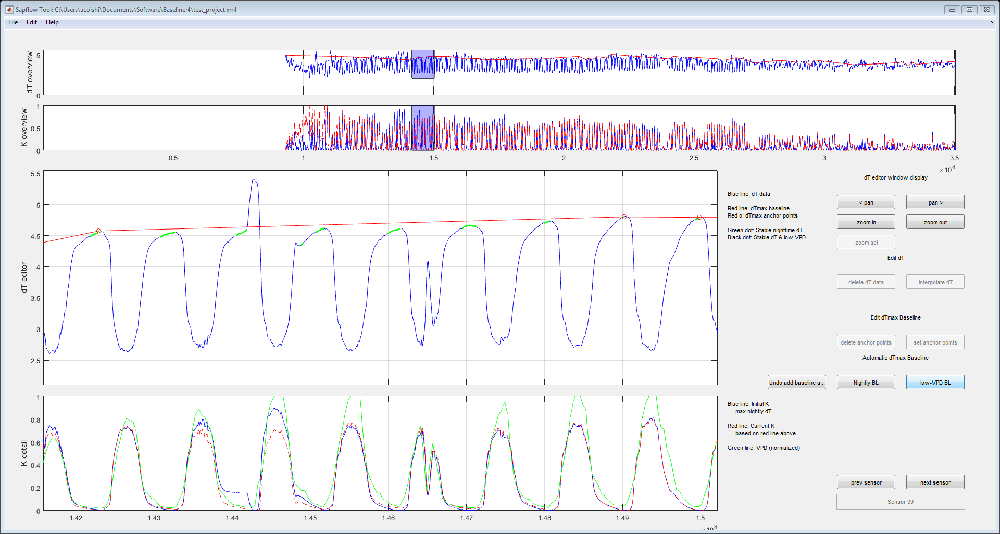 Sapflow Tool: C:\Users\acoishi\Documents\Software\Baseliner4\test_project.xml
File Edit Help
dT overview
5
0
K overview
1
0.5
0
0.5 1 1.5 2 2.5 3 3.5
×10^4
dT editor
5.5
5
4.5
4
3.5
3
2.5
Blue line: dT data
Red line: dTmax baseline
Red o: dTmax anchor points
Green dot: Stable nighttime dT
Black dot: Stable dT & low VPD
dT editor window display
< pan pan >
zoom in zoom out
zoom sel
Edit dT
delete dT data interpolate dT
Edit dTmax Baseline
delete anchor points set anchor points
Automatic dTmax Baseline
Undo add baseline a... Nightly BL low-VPD BL
K detail
1
0.8
0.6
0.4
0.2
0
1.42 1.43 1.44 1.45 1.46 1.47 1.48 1.49 1.5
×10^4
Blue line: Initial K
max nightly dT
Red line: Current K
based on red line above
Green line: VPD (normalized)
prev sensor next sensor
Sensor 39